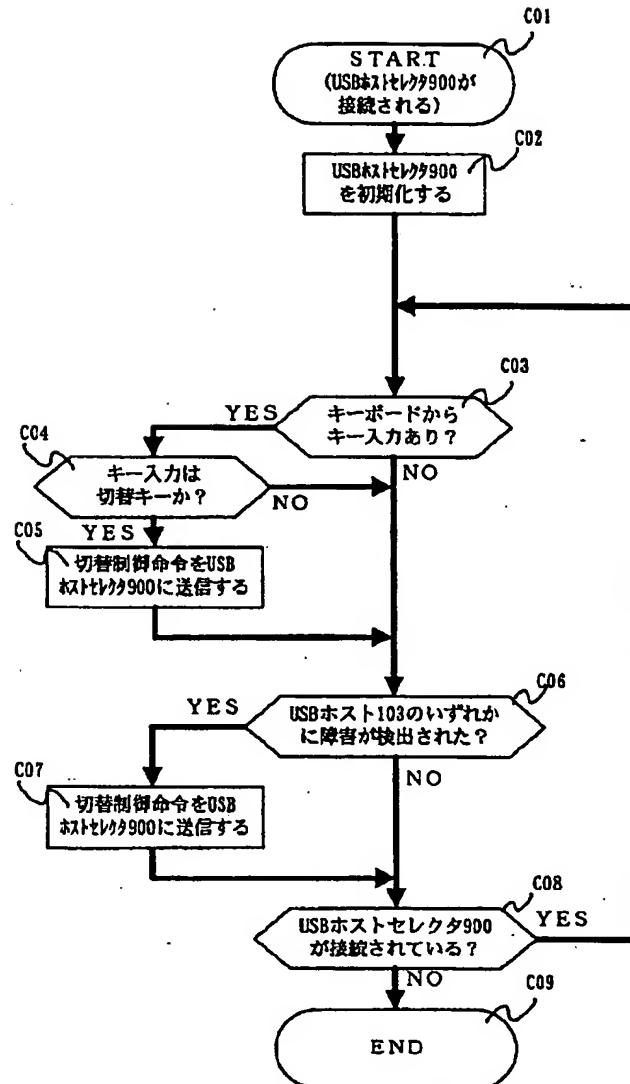 C01
START
(USBホストセレクタ900が
接続される)
C02
USBホストセレクタ900
を初期化する
C03
キーボードから
キー入力あり?
YES
NO
C04
キー入力は
切替キーか?
NO
YES
C05
切替制御命令をUSB
ホストセレクタ900に送信する
C06
USBホスト103のいずれか
に障害が検出された?
YES
NO
C07
切替制御命令をUSB
ホストセレクタ900に送信する
C08
USBホストセレクタ900
が接続されている?
YES
NO
C09
END